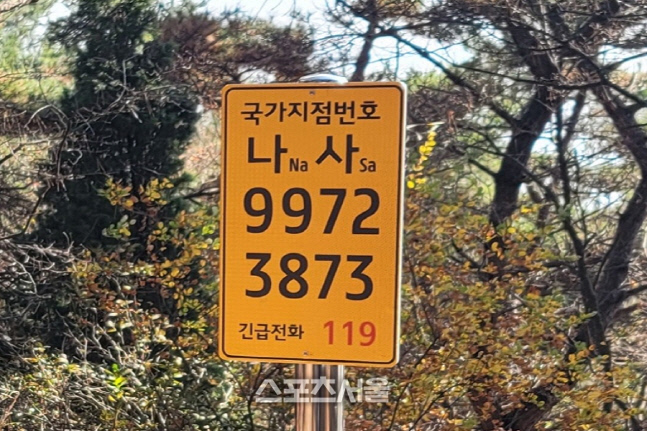 국가지점번호
나Na 사Sa
9972
3873
긴급전화 119
스포츠서울